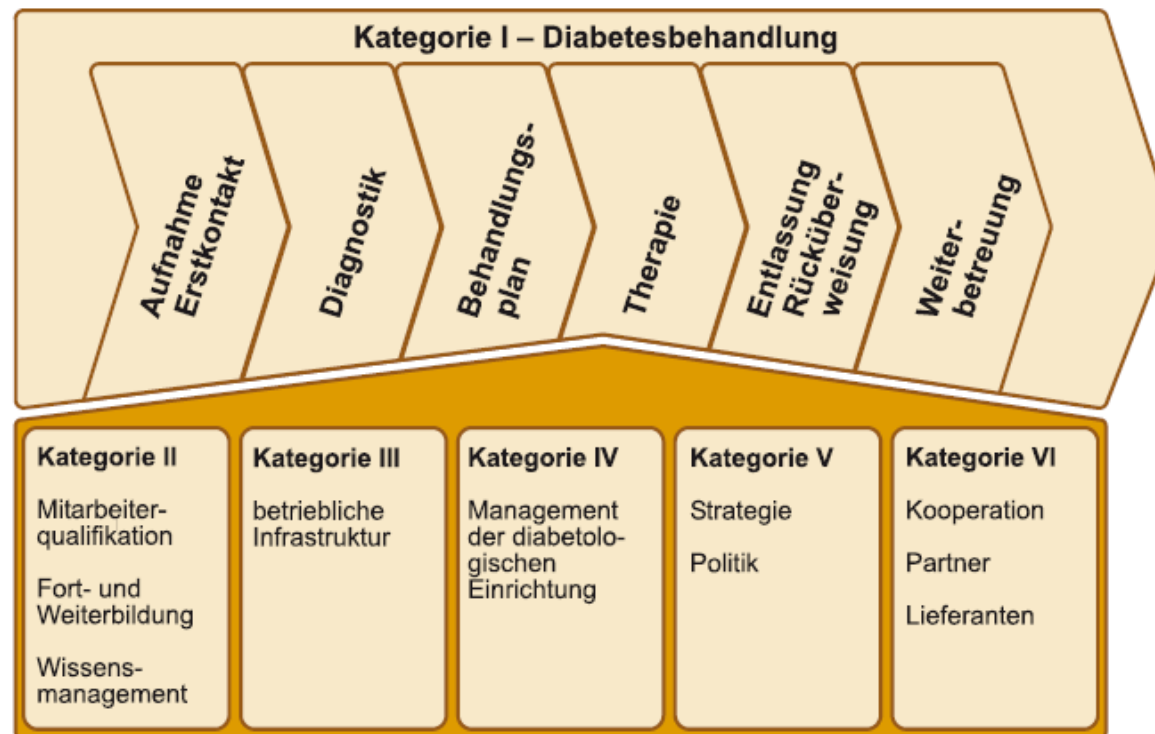 Kategorie I – Diabetesbehandlung
Aufnahme
Erstkontakt
Diagnostik
Behandlungs-
plan
Therapie
Entlassung
Rücküber-
weisung
Weiter-
betreuung
Kategorie II
Mitarbeiter-
qualifikation
Fort- und
Weiterbildung
Wissens-
management
Kategorie III
betriebliche
Infrastruktur
Kategorie IV
Management
der diabetolo-
gischen
Einrichtung
Kategorie V
Strategie
Politik
Kategorie VI
Kooperation
Partner
Lieferanten